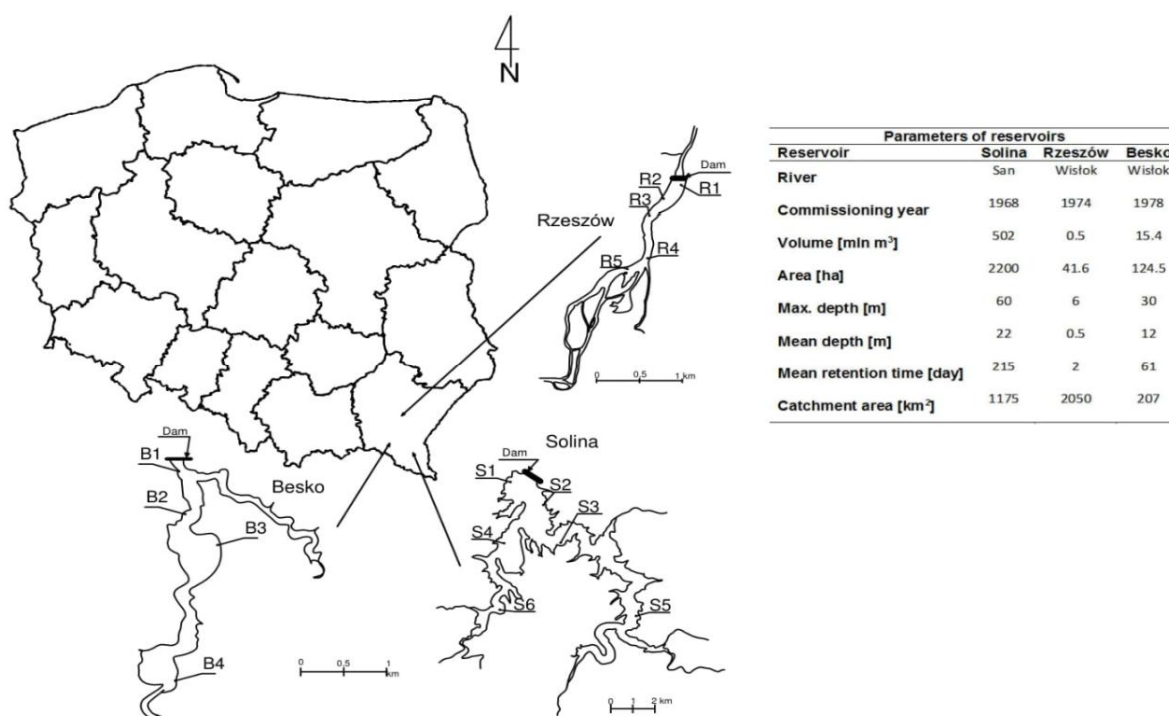 N
Rzeszów
Dam
R1
R2
R3
R4
R5
0 0,5 1 km
Dam
B1
B2
B3
B4
Besko
0 0,5 1
km
Solina
Dam
S1
S2
S3
S4
S5
S6
0 1 2 km
Parameters of reservoirs
Reservoir Solina Rzeszów Besko
River San Wisłok Wisłok
Commissioning year 1968 1974 1978
Volume [mln m³] 502 0.5 15.4
Area [ha] 2200 41.6 124.5
Max. depth [m] 60 6 30
Mean depth [m] 22 0.5 12
Mean retention time [day] 215 2 61
Catchment area [km²] 1175 2050 207